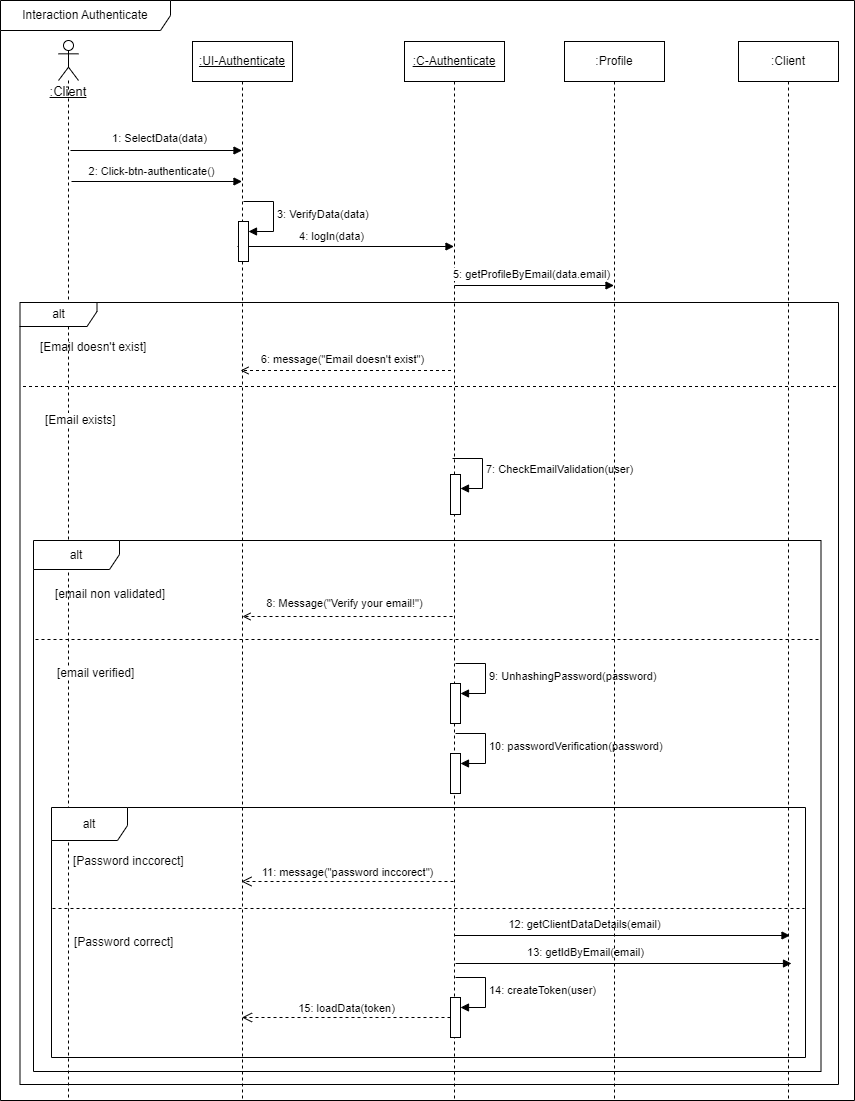 Interaction Authenticate
:Client
:UI-Authenticate
:C-Authenticate
:Profile
:Client
1: SelectData(data)
2: Click-btn-authenticate()
3: VerifyData(data)
4: logIn(data)
5: getProfileByEmail(data.email)
alt
[Email doesn't exist]
6: message("Email doesn't exist")
[Email exists]
7: CheckEmailValidation(user)
alt
[email non validated]
8: Message("Verify your email!")
[email verified]
9: UnhashingPassword(password)
10: passwordVerification(password)
alt
[Password inccorect]
11: message("password inccorect")
[Password correct]
12: getClientDataDetails(email)
13: getIdByEmail(email)
14: createToken(user)
15: loadData(token)